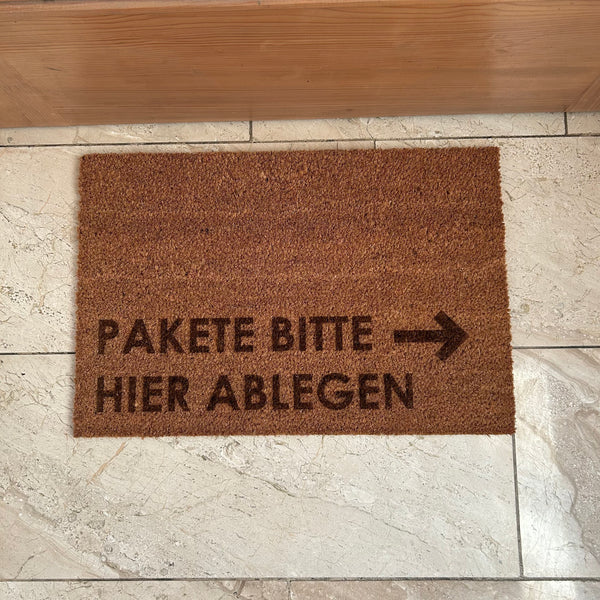 PAKETE BITTE →
HIER ABLEGEN